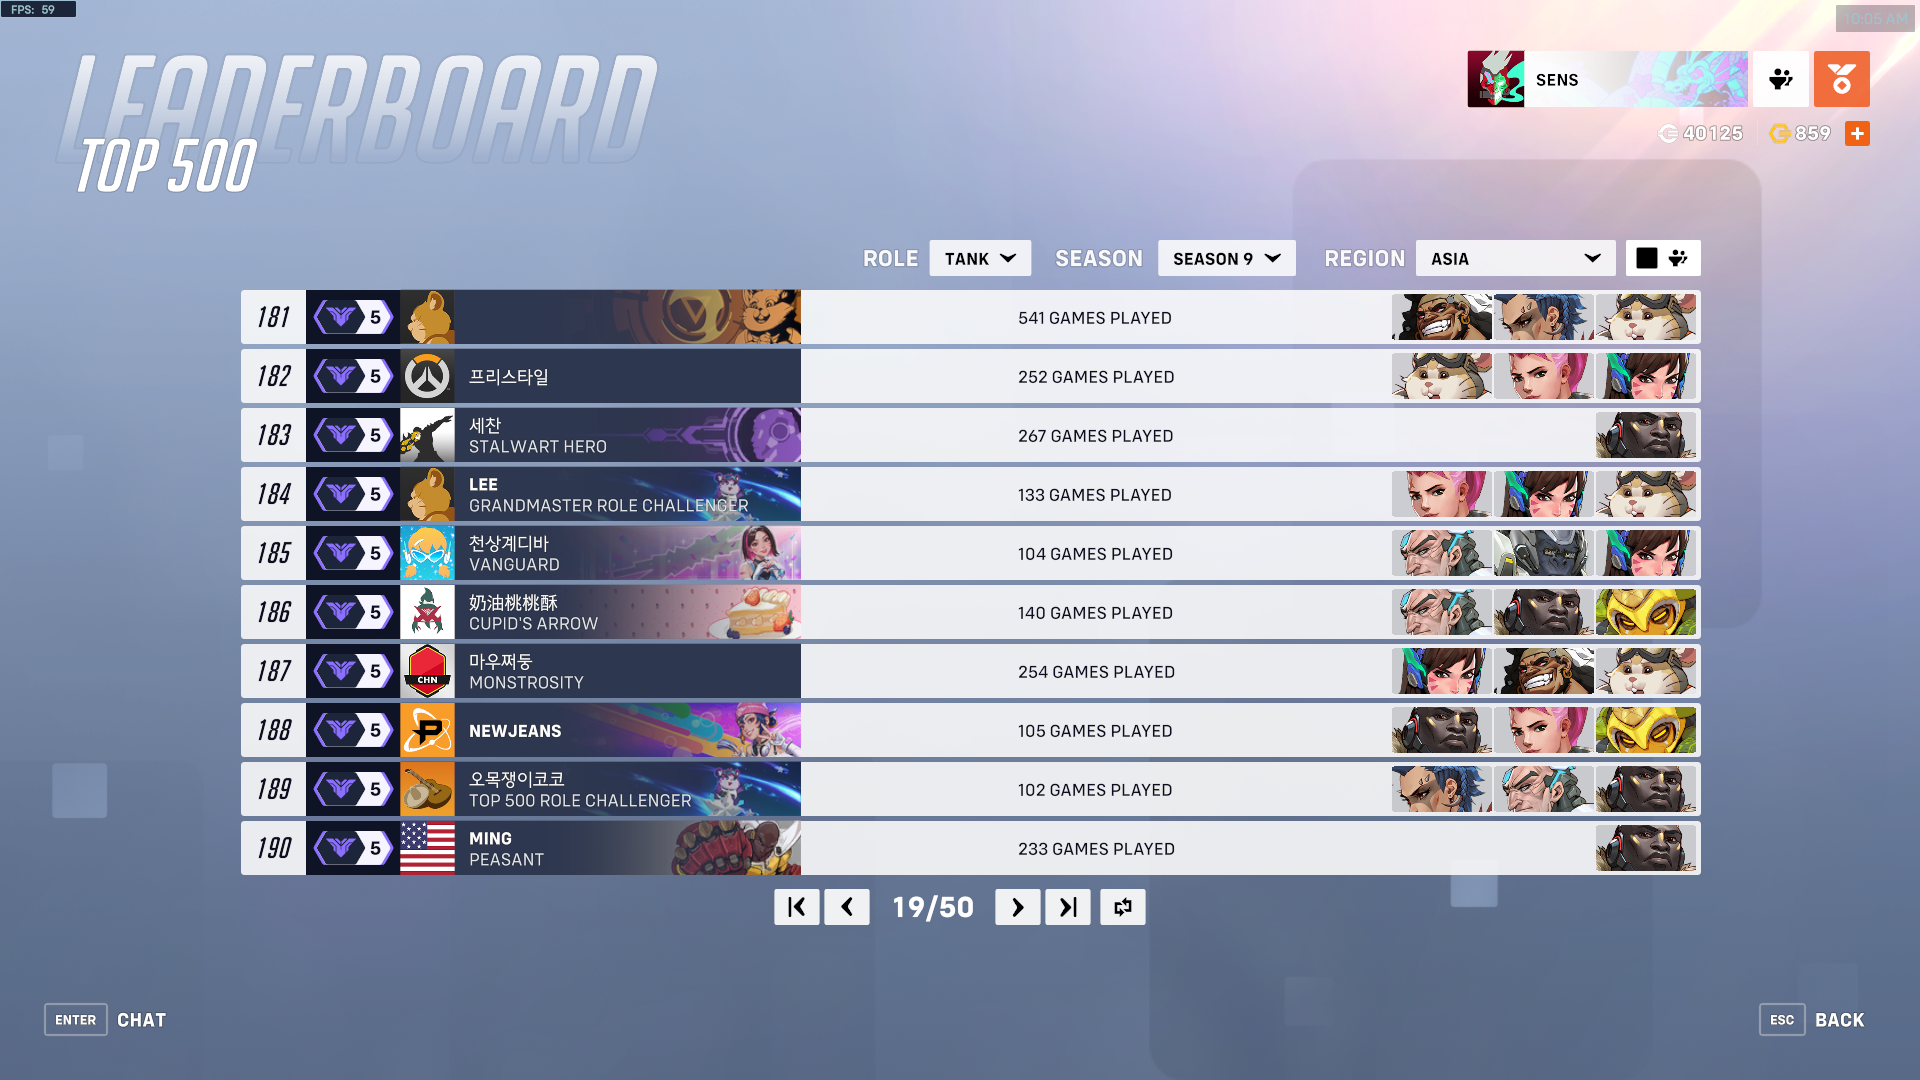 FPS: 59
10:05 AM
LEADERBOARD
TOP 500
SENS
40125
859
ROLE TANK SEASON SEASON 9 REGION ASIA
181 5 541 GAMES PLAYED
182 5 프리스타일 252 GAMES PLAYED
183 5 세찬 267 GAMES PLAYED
STALWART HERO
184 5 LEE 133 GAMES PLAYED
GRANDMASTER ROLE CHALLENGER
185 5 천상계디바 104 GAMES PLAYED
VANGUARD
186 5 奶油桃桃酥 140 GAMES PLAYED
CUPID'S ARROW
187 5 CHN 마우쩌둥 254 GAMES PLAYED
MONSTROSITY
188 5 P NEWJEANS 105 GAMES PLAYED
189 5 오목쟁이코코 102 GAMES PLAYED
TOP 500 ROLE CHALLENGER
190 5 MING 233 GAMES PLAYED
PEASANT
19/50
ENTER CHAT
ESC BACK